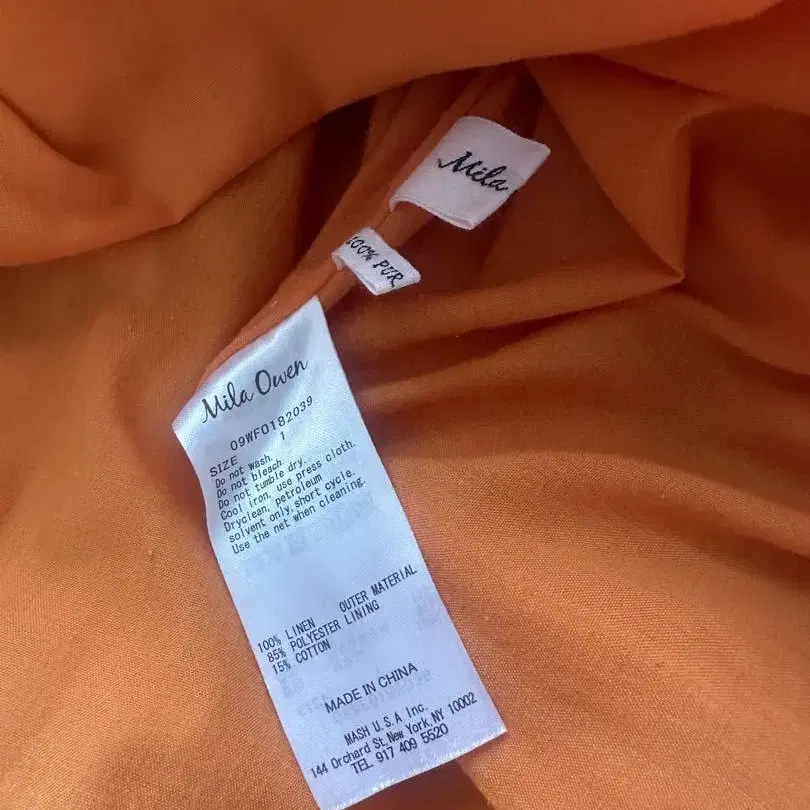 Mila
100% PUR
Mila Owen
09WF0182039
SIZE 1
Do not wash.
Do not bleach.
Do not tumble dry.
Cool iron, use press cloth.
Dryclean, petroleum
solvent only,short cycle.
Use the net when cleaning.
OUTER MATERIAL
100% LINEN
85% POLYESTER LINING
15% COTTON
MADE IN CHINA
MASH U.S.A Inc.
144 Orchard St.New York,NY 10002
TEL 917 409 5520